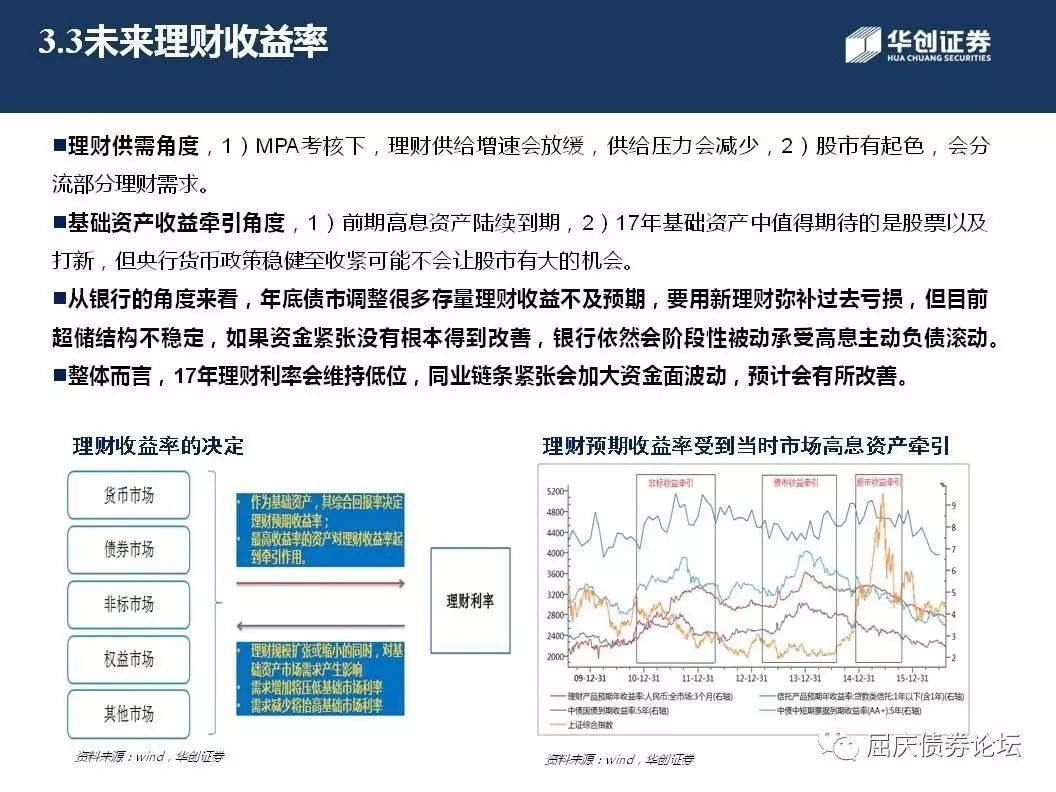 3.3未来理财收益率
华创证券
HUA CHUANG SECURITIES
■理财供需角度，1）MPA考核下，理财供给增速会放缓，供给压力会减少，2）股市有起色，会分
流部分理财需求。
■基础资产收益牵引角度，1）前期高息资产陆续到期，2）17年基础资产中值得期待的是股票以及
打新，但央行货币政策稳健至收紧可能不会让股市有大的机会。
■从银行的角度来看，年底债市调整很多存量理财收益不及预期，要用新理财弥补过去亏损，但目前
超储结构不稳定，如果资金紧张没有根本得到改善，银行依然会阶段性被动承受高息主动负债滚动。
■整体而言，17年理财利率会维持低位，同业链条紧张会加大资金面波动，预计会有所改善。
理财收益率的决定
货币市场
债券市场
非标市场
权益市场
其他市场
• 作为基础资产，其综合回报率决定
理财预期收益率；
• 最高收益率的资产对理财收益率起
到牵引作用。
• 理财规模扩张或缩小的同时，对基
础资产市场需求产生影响
• 需求增加将压低基础市场利率
• 需求减少将抬高基础市场利率
理财利率
资料来源：wind，华创证券
理财预期收益率受到当时市场高息资产牵引
非标收益牵引
债市收益牵引
股市收益牵引
%
5200
4800
4400
4000
3600
3200
2800
2400
2000
9
8
7
6
5
4
3
2
09-12-31
10-12-31
11-12-31
12-12-31
13-12-31
14-12-31
15-12-31
理财产品预期年收益率:人民币:全市场:3个月(右轴)
信托产品预期年收益率:贷款类信托:1年以下(含1年)(右轴)
中债国债到期收益率:5年(右轴)
中债中短期票据到期收益率(AA+):5年(右轴)
上证综合指数
资料来源：wind，华创证券
屈庆债券论坛